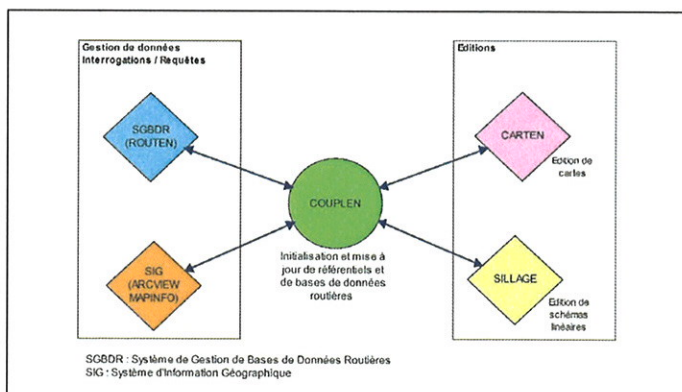 Gestion de données
Interrogations / Requêtes
Editions
SGBDR
(ROUTEN)
CARTEN
Edition de
cartes
COUPLEN
Initialisation et mise à
jour de référentiels et
de bases de données
routières
SIG
(ARCVIEW
MAPINFO)
SILLAGE
Edition de
schémas
linéaires
SGBDR : Système de Gestion de Bases de Données Routières
SIG : Système d'Information Géographique